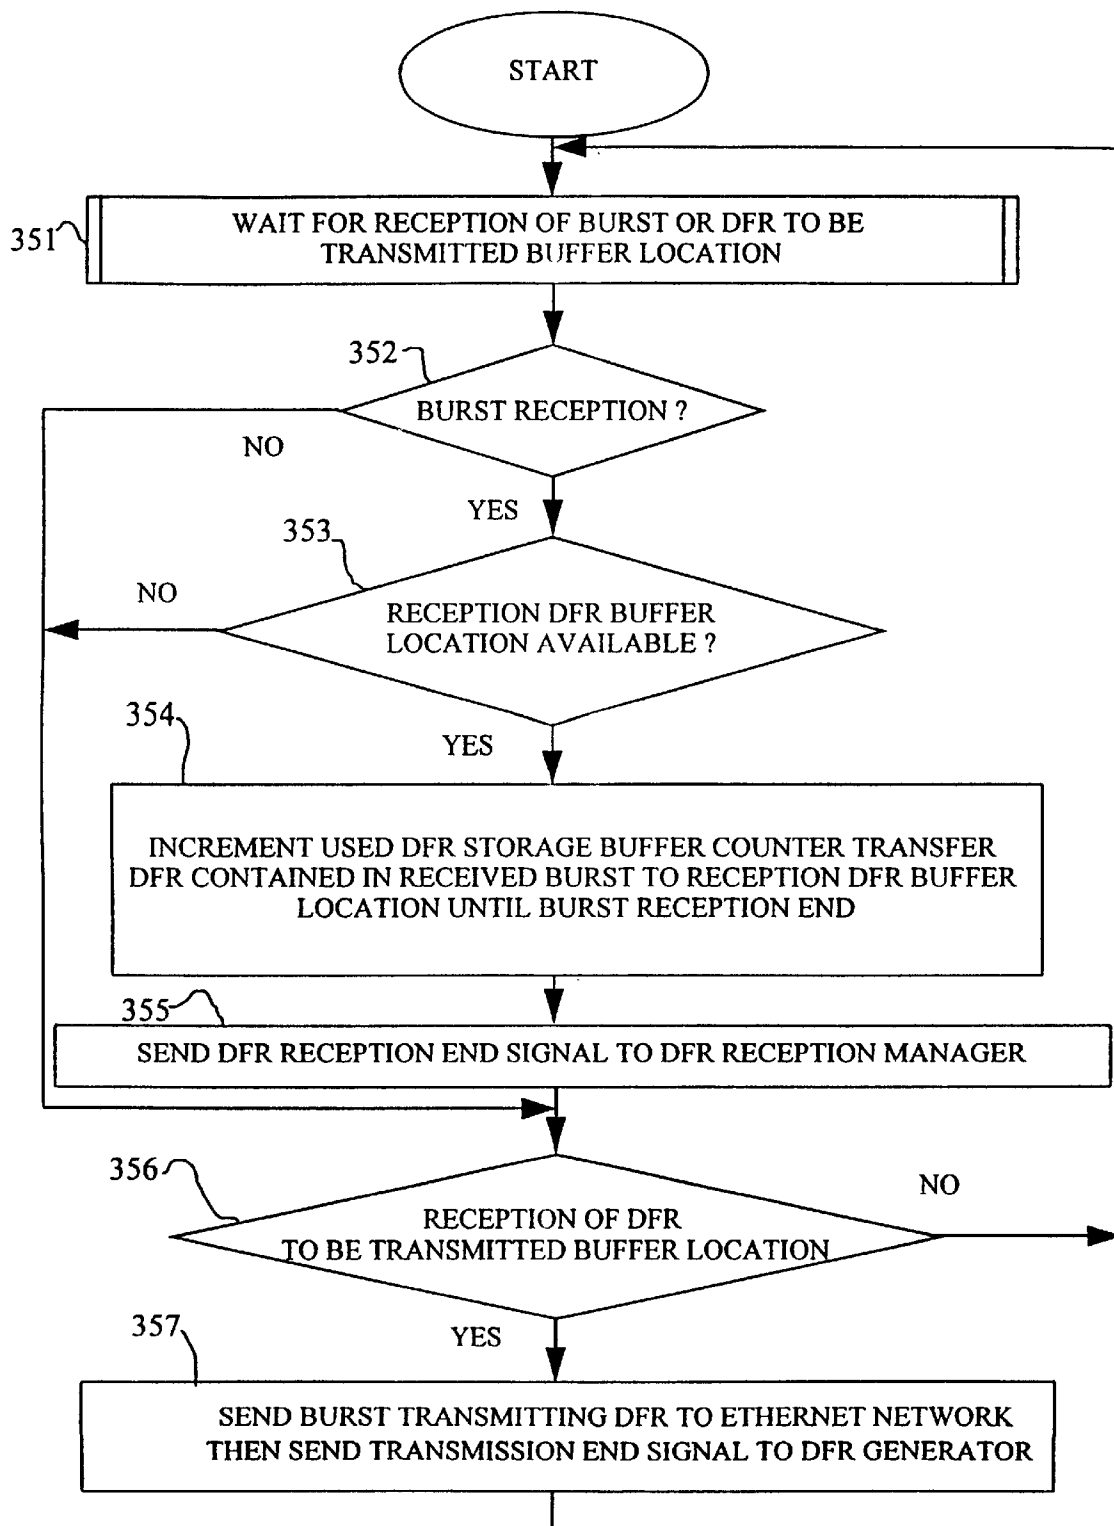 START
351
WAIT FOR RECEPTION OF BURST OR DFR TO BE
TRANSMITTED BUFFER LOCATION
352
BURST RECEPTION ?
NO
YES
353
NO
RECEPTION DFR BUFFER
LOCATION AVAILABLE ?
354
YES
INCREMENT USED DFR STORAGE BUFFER COUNTER TRANSFER
DFR CONTAINED IN RECEIVED BURST TO RECEPTION DFR BUFFER
LOCATION UNTIL BURST RECEPTION END
355
SEND DFR RECEPTION END SIGNAL TO DFR RECEPTION MANAGER
356
NO
RECEPTION OF DFR
TO BE TRANSMITTED BUFFER LOCATION
357
YES
SEND BURST TRANSMITTING DFR TO ETHERNET NETWORK
THEN SEND TRANSMISSION END SIGNAL TO DFR GENERATOR